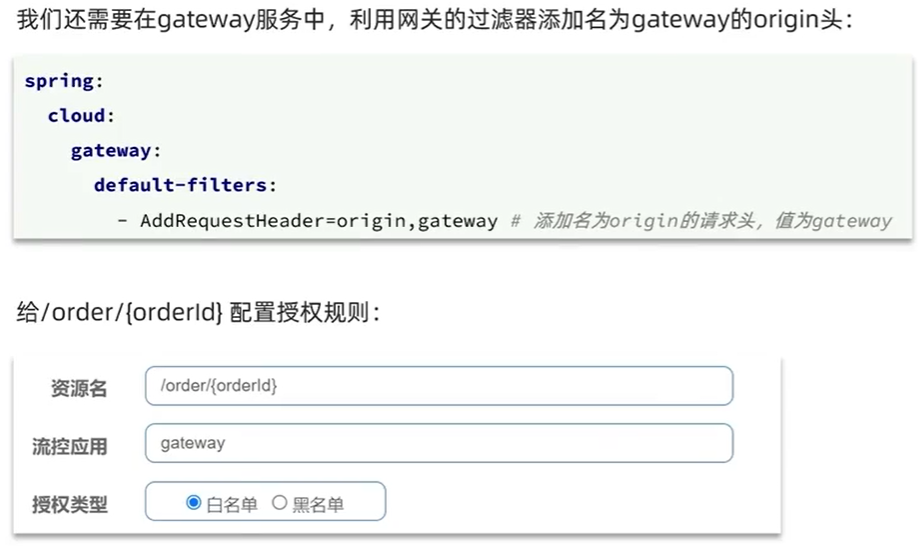 我们还需要在gateway服务中，利用网关的过滤器添加名为gateway的origin头：
spring:
cloud:
gateway:
default-filters:
- AddRequestHeader=origin,gateway # 添加名为origin的请求头，值为gateway
给/order/{orderId} 配置授权规则：
资源名 /order/{orderId}
流控应用 gateway
授权类型 白名单 黑名单